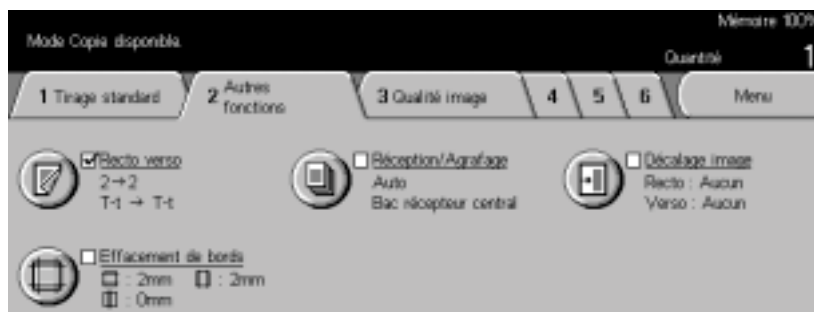 Mémoire 100%
Mode Copie disponible.
Quantité 1
1 Tirage standard
2 Autres fonctions
3 Qualité image
4
5
6
Menu
Recto verso
2→2
T-t → T-t
Réception/Agrafage
Auto
Bac récepteur central
Décalage image
Recto : Aucun
Verso : Aucun
Effacement de bords
: 2mm : 2mm
: 0mm